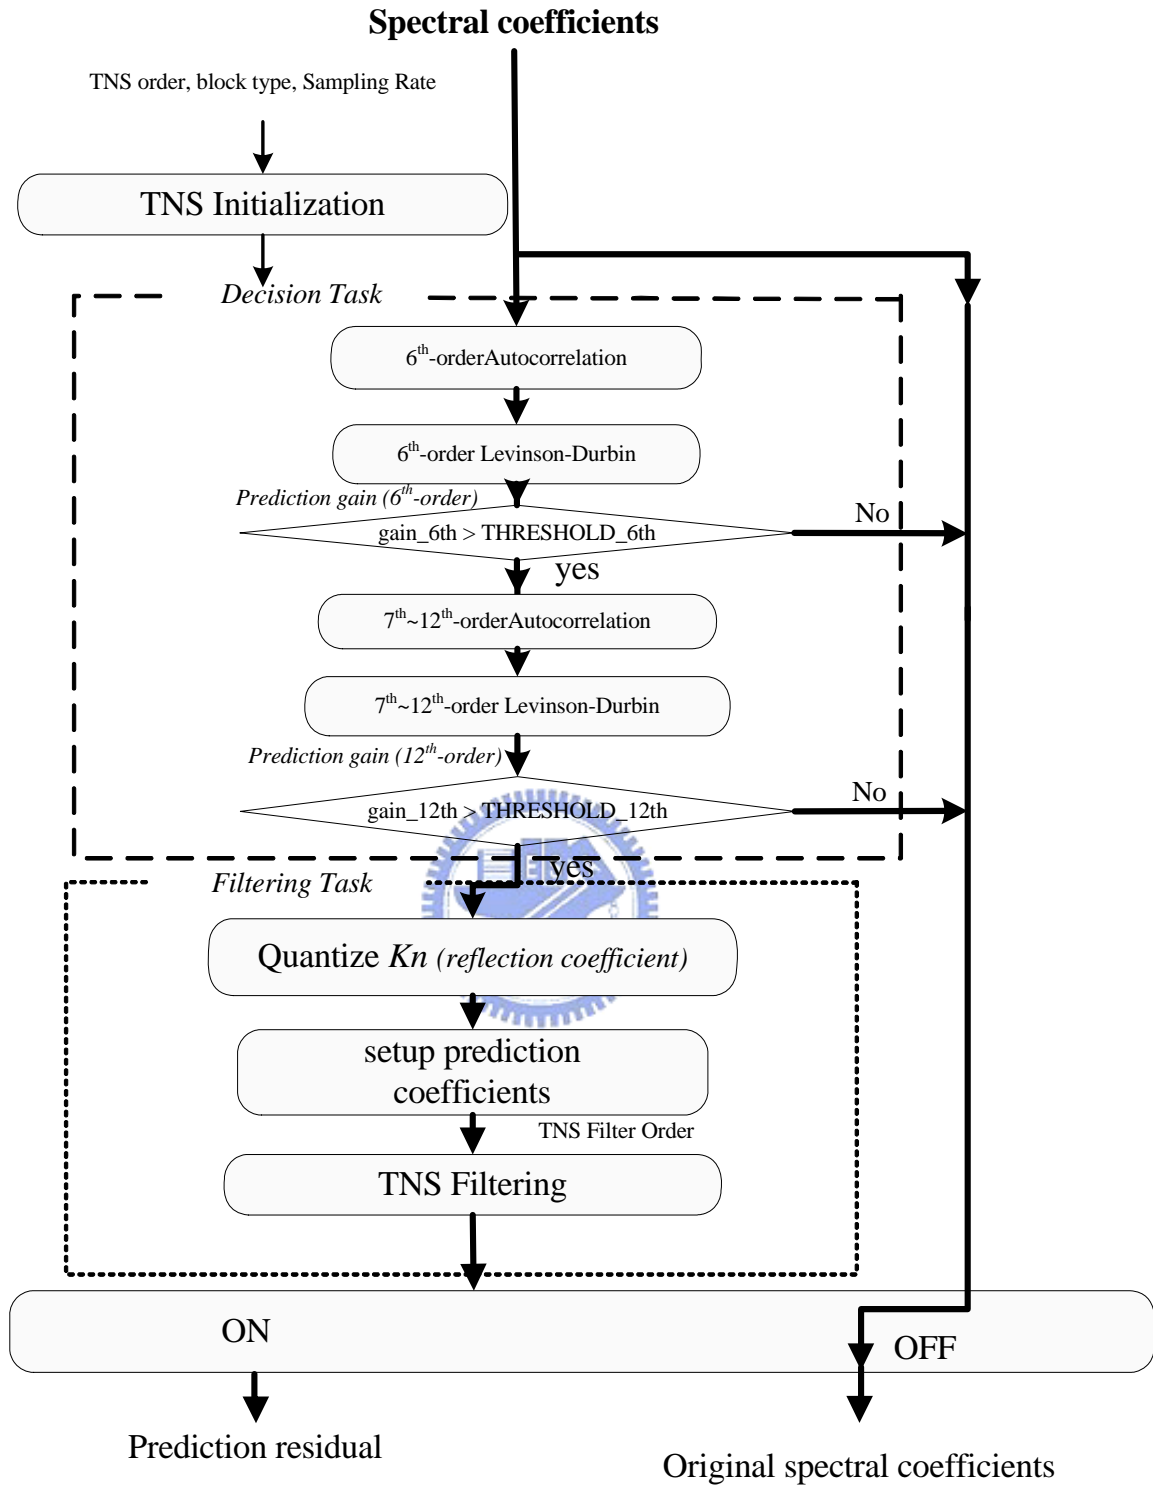 Spectral coefficients
TNS order, block type, Sampling Rate
TNS Initialization
Decision Task
6th-orderAutocorrelation
6th-order Levinson-Durbin
Prediction gain (6th-order)
gain_6th > THRESHOLD_6th
No
yes
7th~12th-orderAutocorrelation
7th~12th-order Levinson-Durbin
Prediction gain (12th-order)
gain_12th > THRESHOLD_12th
No
yes
Filtering Task
Quantize Kn (reflection coefficient)
setup prediction
coefficients
TNS Filter Order
TNS Filtering
ON
OFF
Prediction residual
Original spectral coefficients